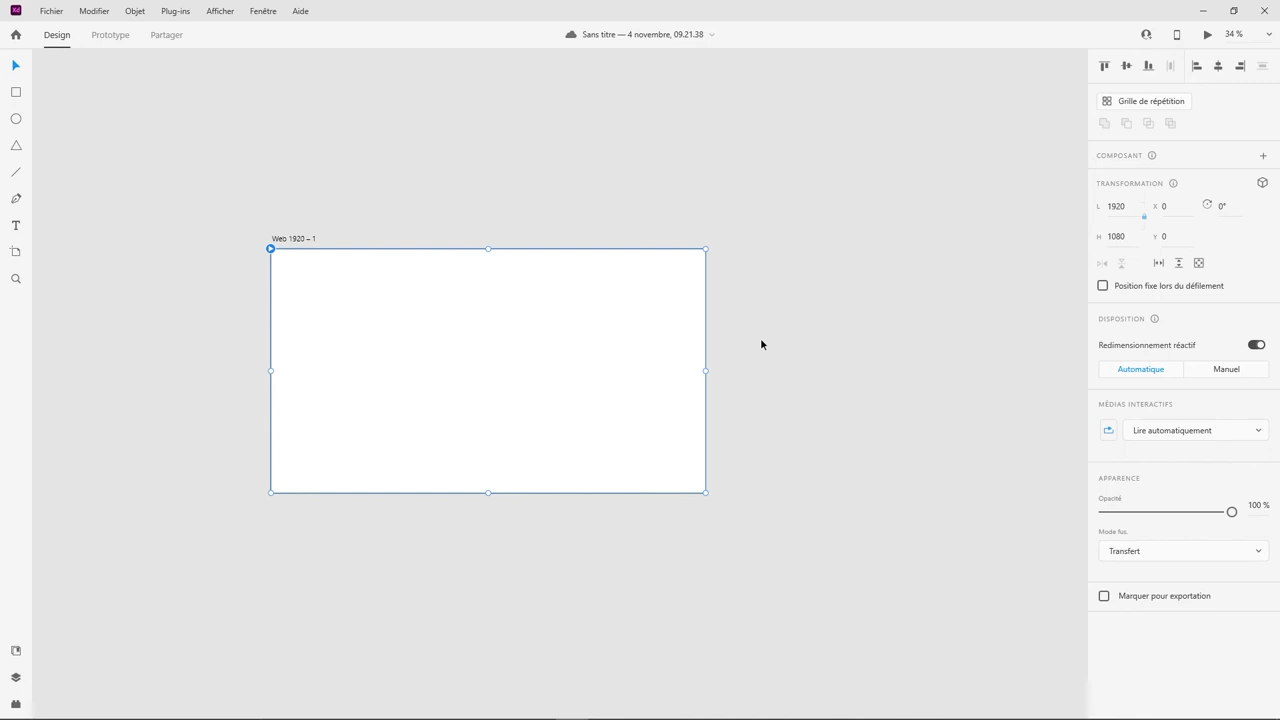 Xd Fichier Modifier Objet Plug-ins Afficher Fenêtre Aide
Design Prototype Partager Sans titre — 4 novembre, 09.21.38 34 %
T
Web 1920 – 1
Grille de répétition
COMPOSANT
TRANSFORMATION
L 1920 X 0 0°
H 1080 Y 0
Position fixe lors du défilement
DISPOSITION
Redimensionnement réactif
Automatique Manuel
MÉDIAS INTERACTIFS
Lire automatiquement
APPARENCE
Opacité
100 %
Mode fus.
Transfert
Marquer pour exportation